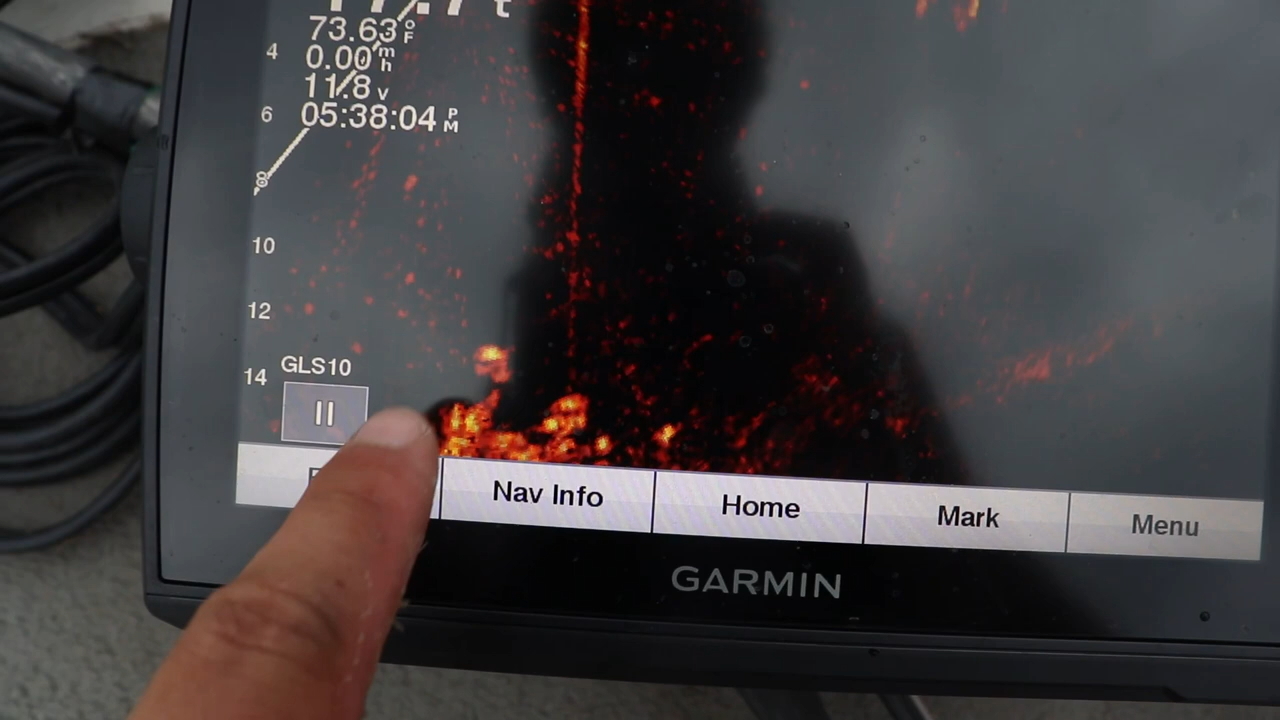 73.63°F
4
0.00 mh
11.8 v
6
05:38:04 PM
8
10
12
GLS10
14
Nav Info
Home
Mark
Menu
GARMIN